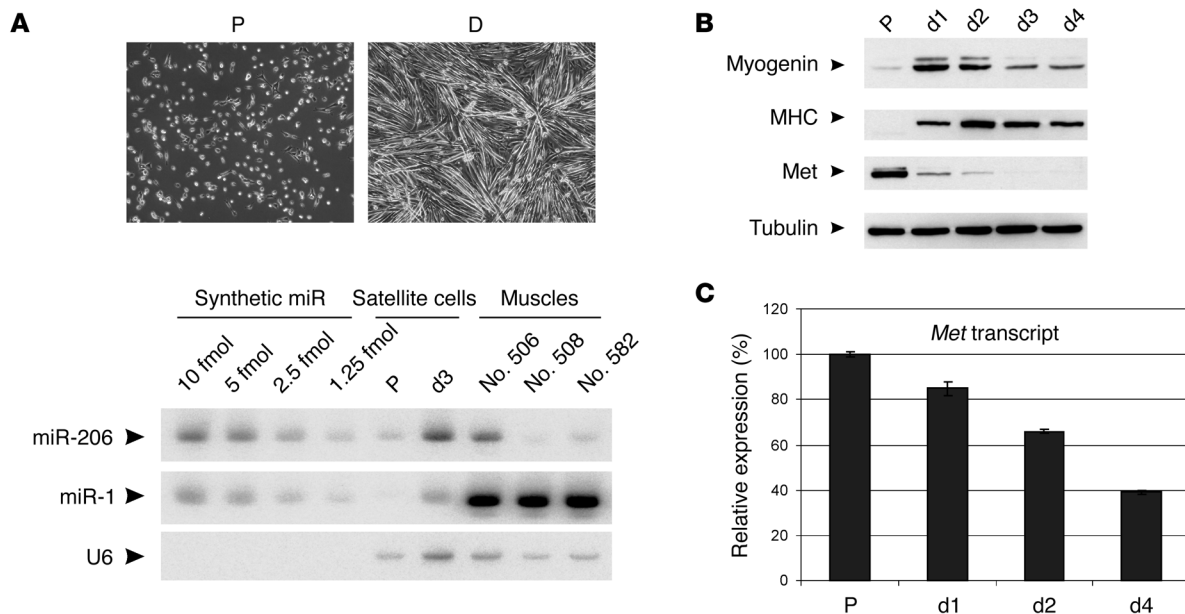 A
P
D
Synthetic miR
Satellite cells
Muscles
10 fmol
5 fmol
2.5 fmol
1.25 fmol
P
d3
No. 506
No. 508
No. 582
miR-206
miR-1
U6
B
P
d1
d2
d3
d4
Myogenin
MHC
Met
Tubulin
C
Met transcript
Relative expression (%)
120
100
80
60
40
20
0
P
d1
d2
d4